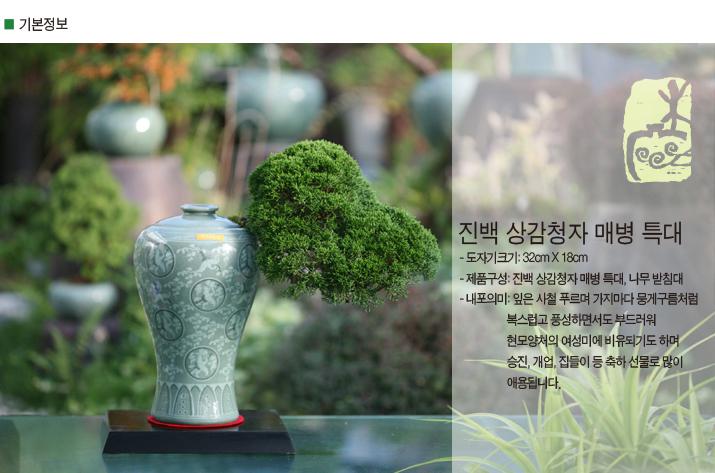 기본정보
진백 상감청자 매병 특대
- 도자기크기: 32cm X 18cm
- 제품구성: 진백 상감청자 매병 특대, 나무 받침대
- 내포의미: 잎은 사철 푸르며 가지마다 뭉게구름처럼
복스럽고 풍성하면서도 부드러워
현모양처의 여성미에 비유되기도 하며
승진, 개업, 집들이 등 축하 선물로 많이
애용됩니다.